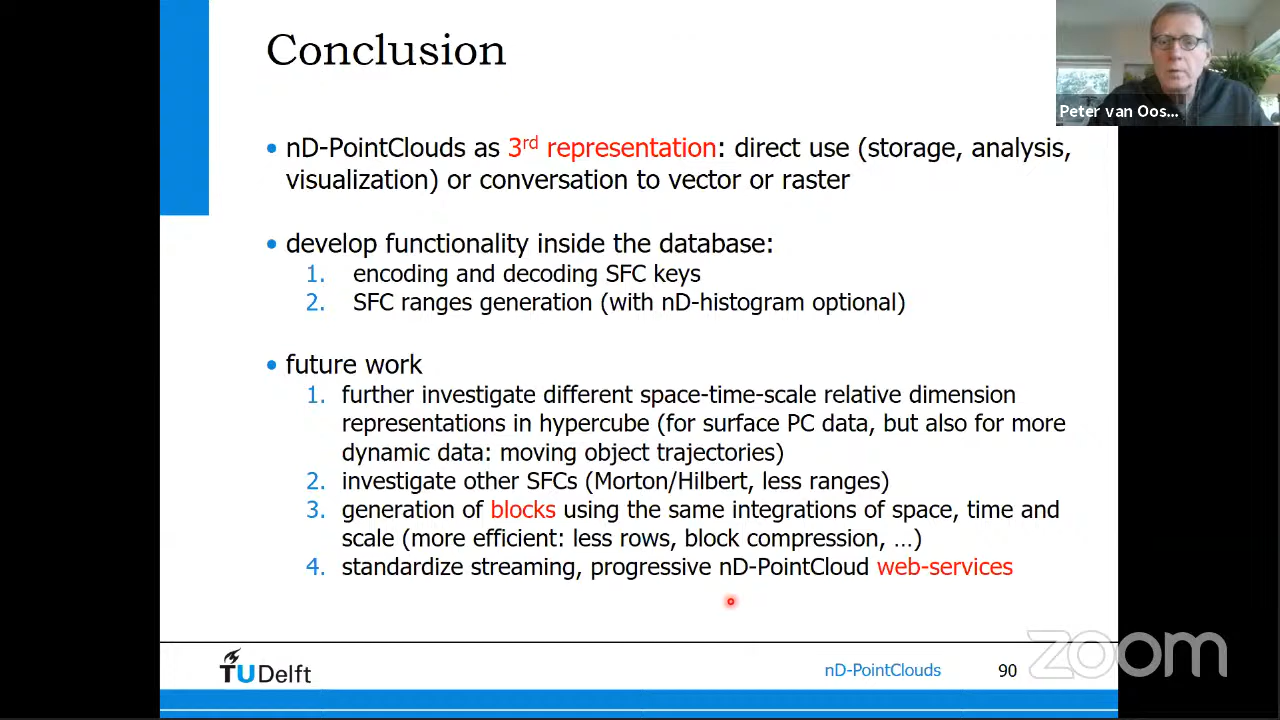 Conclusion
Peter van Oos...
• nD-PointClouds as 3rd representation: direct use (storage, analysis,
visualization) or conversation to vector or raster
• develop functionality inside the database:
1. encoding and decoding SFC keys
2. SFC ranges generation (with nD-histogram optional)
• future work
1. further investigate different space-time-scale relative dimension
representations in hypercube (for surface PC data, but also for more
dynamic data: moving object trajectories)
2. investigate other SFCs (Morton/Hilbert, less ranges)
3. generation of blocks using the same integrations of space, time and
scale (more efficient: less rows, block compression, …)
4. standardize streaming, progressive nD-PointCloud web-services
TUDelft
nD-PointClouds
90
zoom